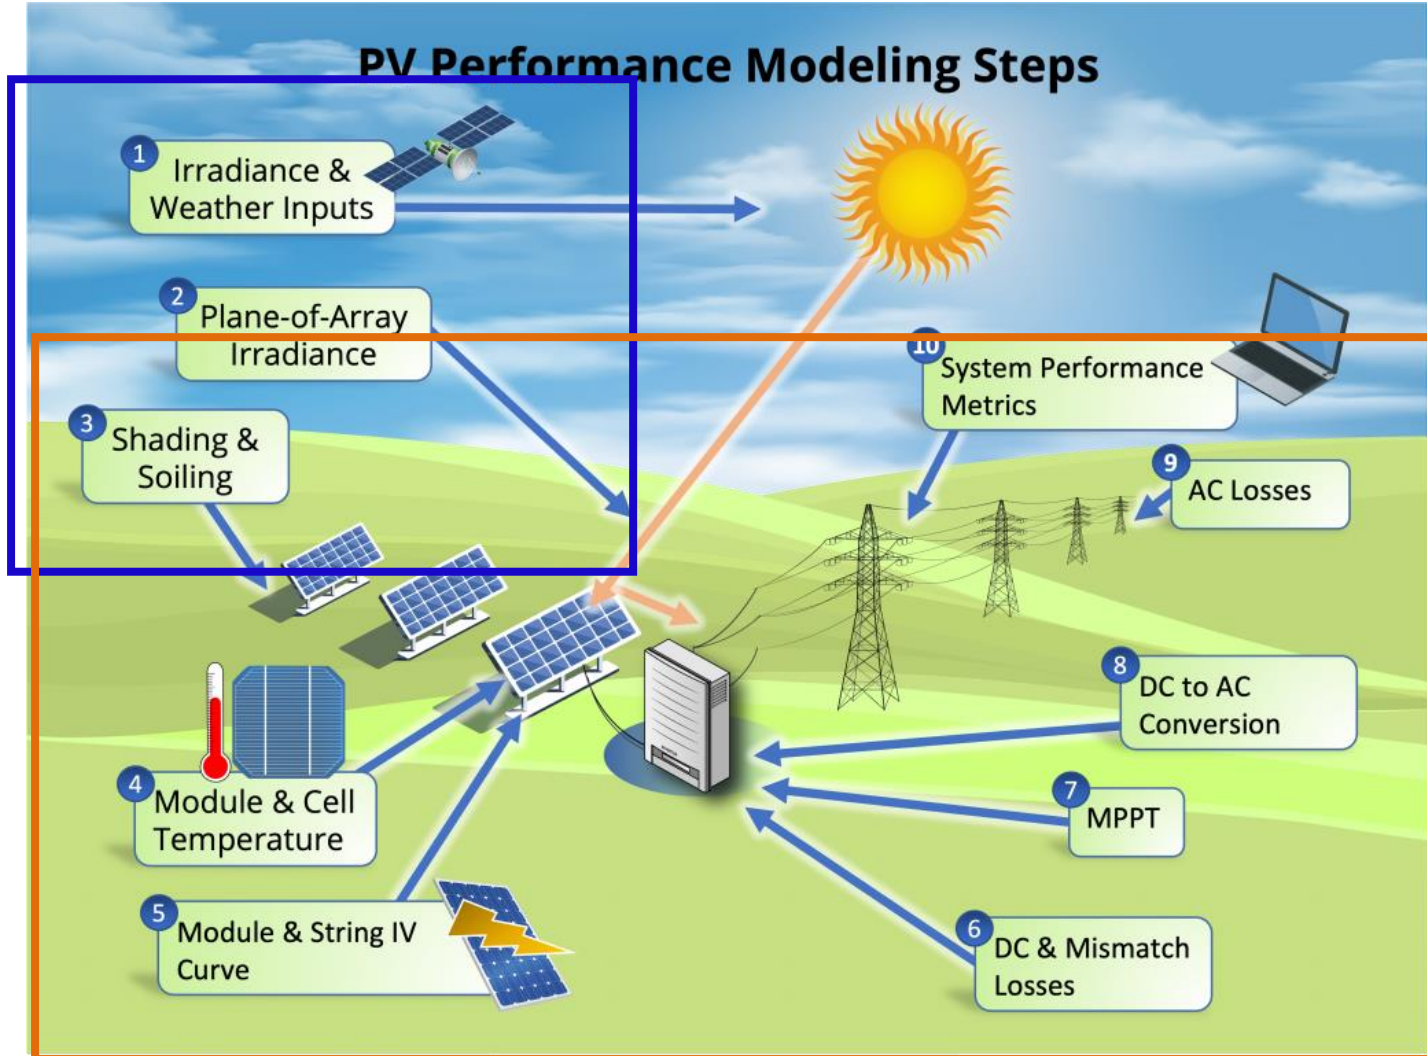 PV Performance Modeling Steps
1
Irradiance &
Weather Inputs
2
Plane-of-Array
Irradiance
3
Shading &
Soiling
4
Module & Cell
Temperature
5
Module & String IV
Curve
6
DC & Mismatch
Losses
7
MPPT
8
DC to AC
Conversion
9
AC Losses
10
System Performance
Metrics